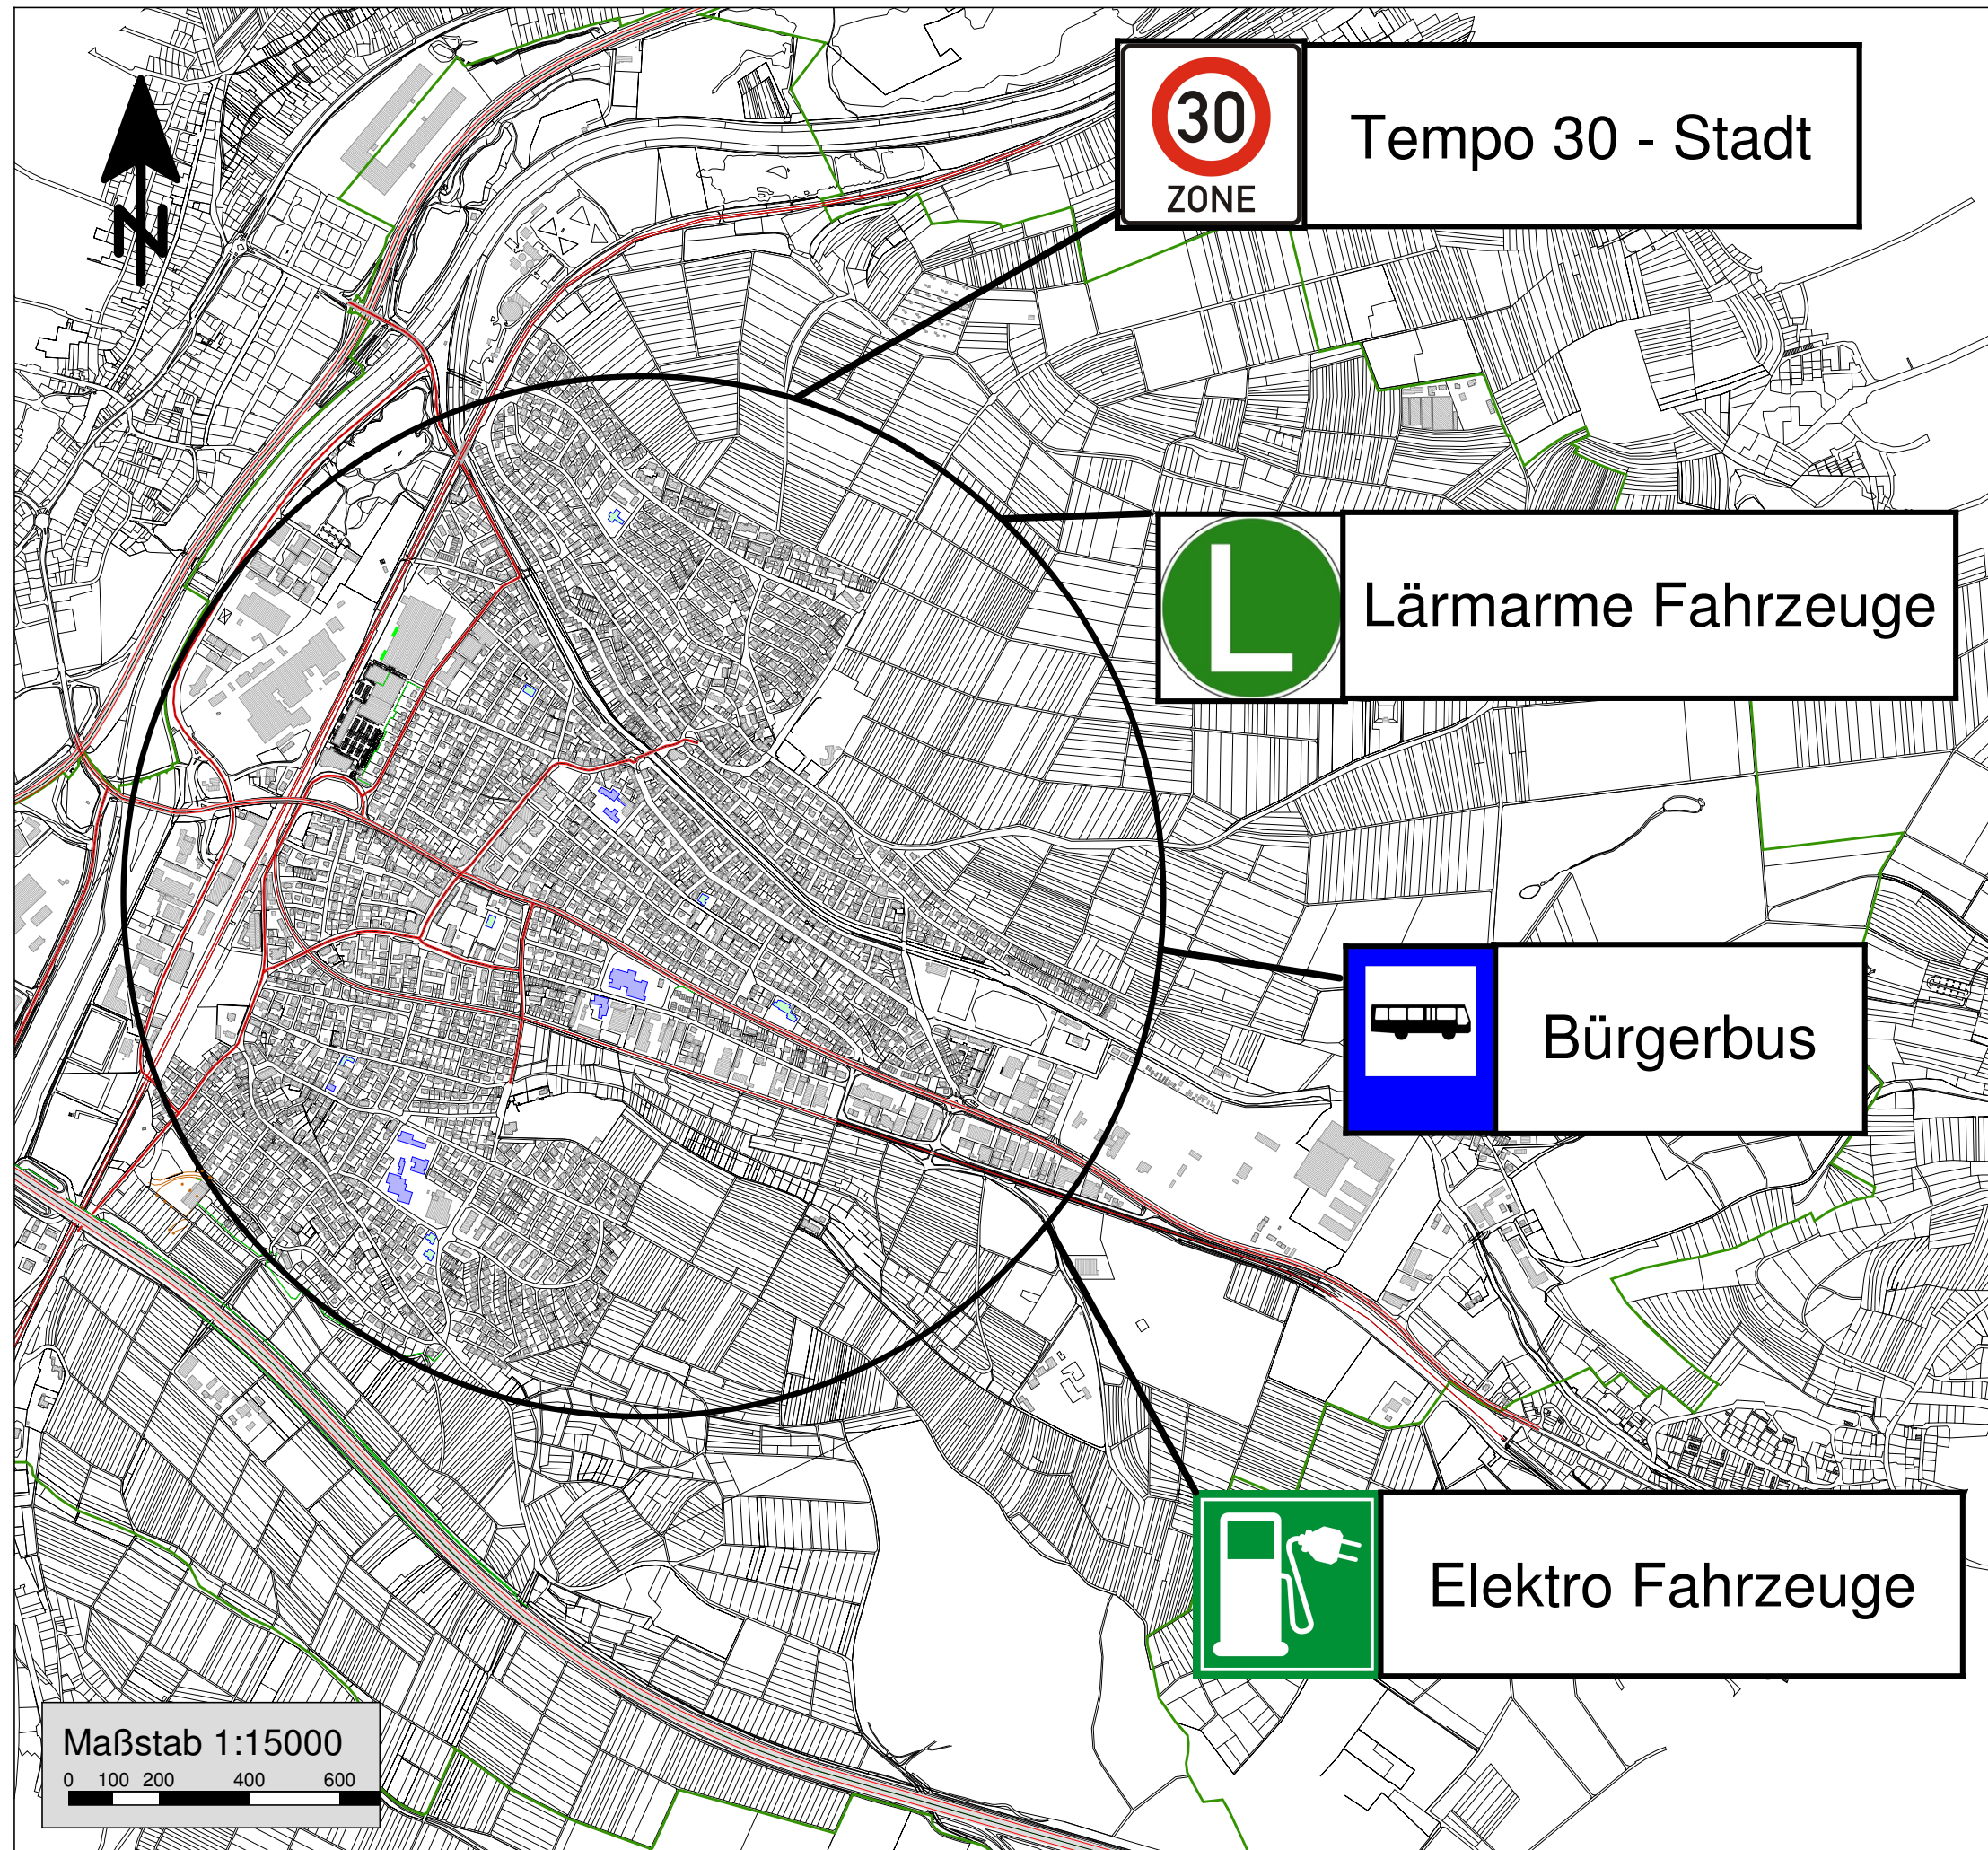 30
ZONE
Tempo 30 - Stadt
N
L
Lärmarme Fahrzeuge
Bürgerbus
Elektro Fahrzeuge
Maßstab 1:15000
0 100 200 400 600